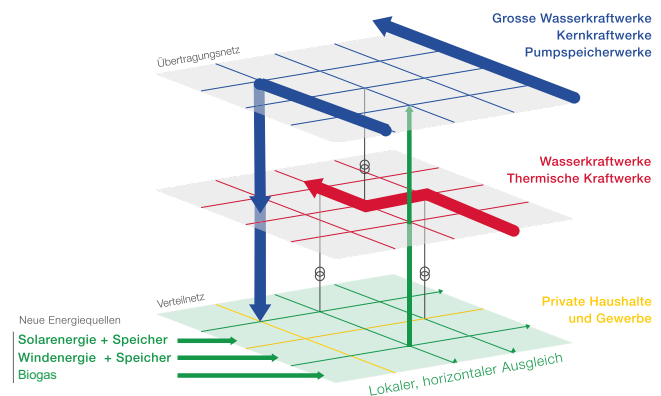 Grosse Wasserkraftwerke
Kernkraftwerke
Pumpspeicherwerke
Übertragungsnetz
Wasserkraftwerke
Thermische Kraftwerke
Verteilnetz
Private Haushalte
und Gewerbe
Neue Energiequellen
Solarenergie + Speicher
Windenergie + Speicher
Biogas
Lokaler, horizontaler Ausgleich